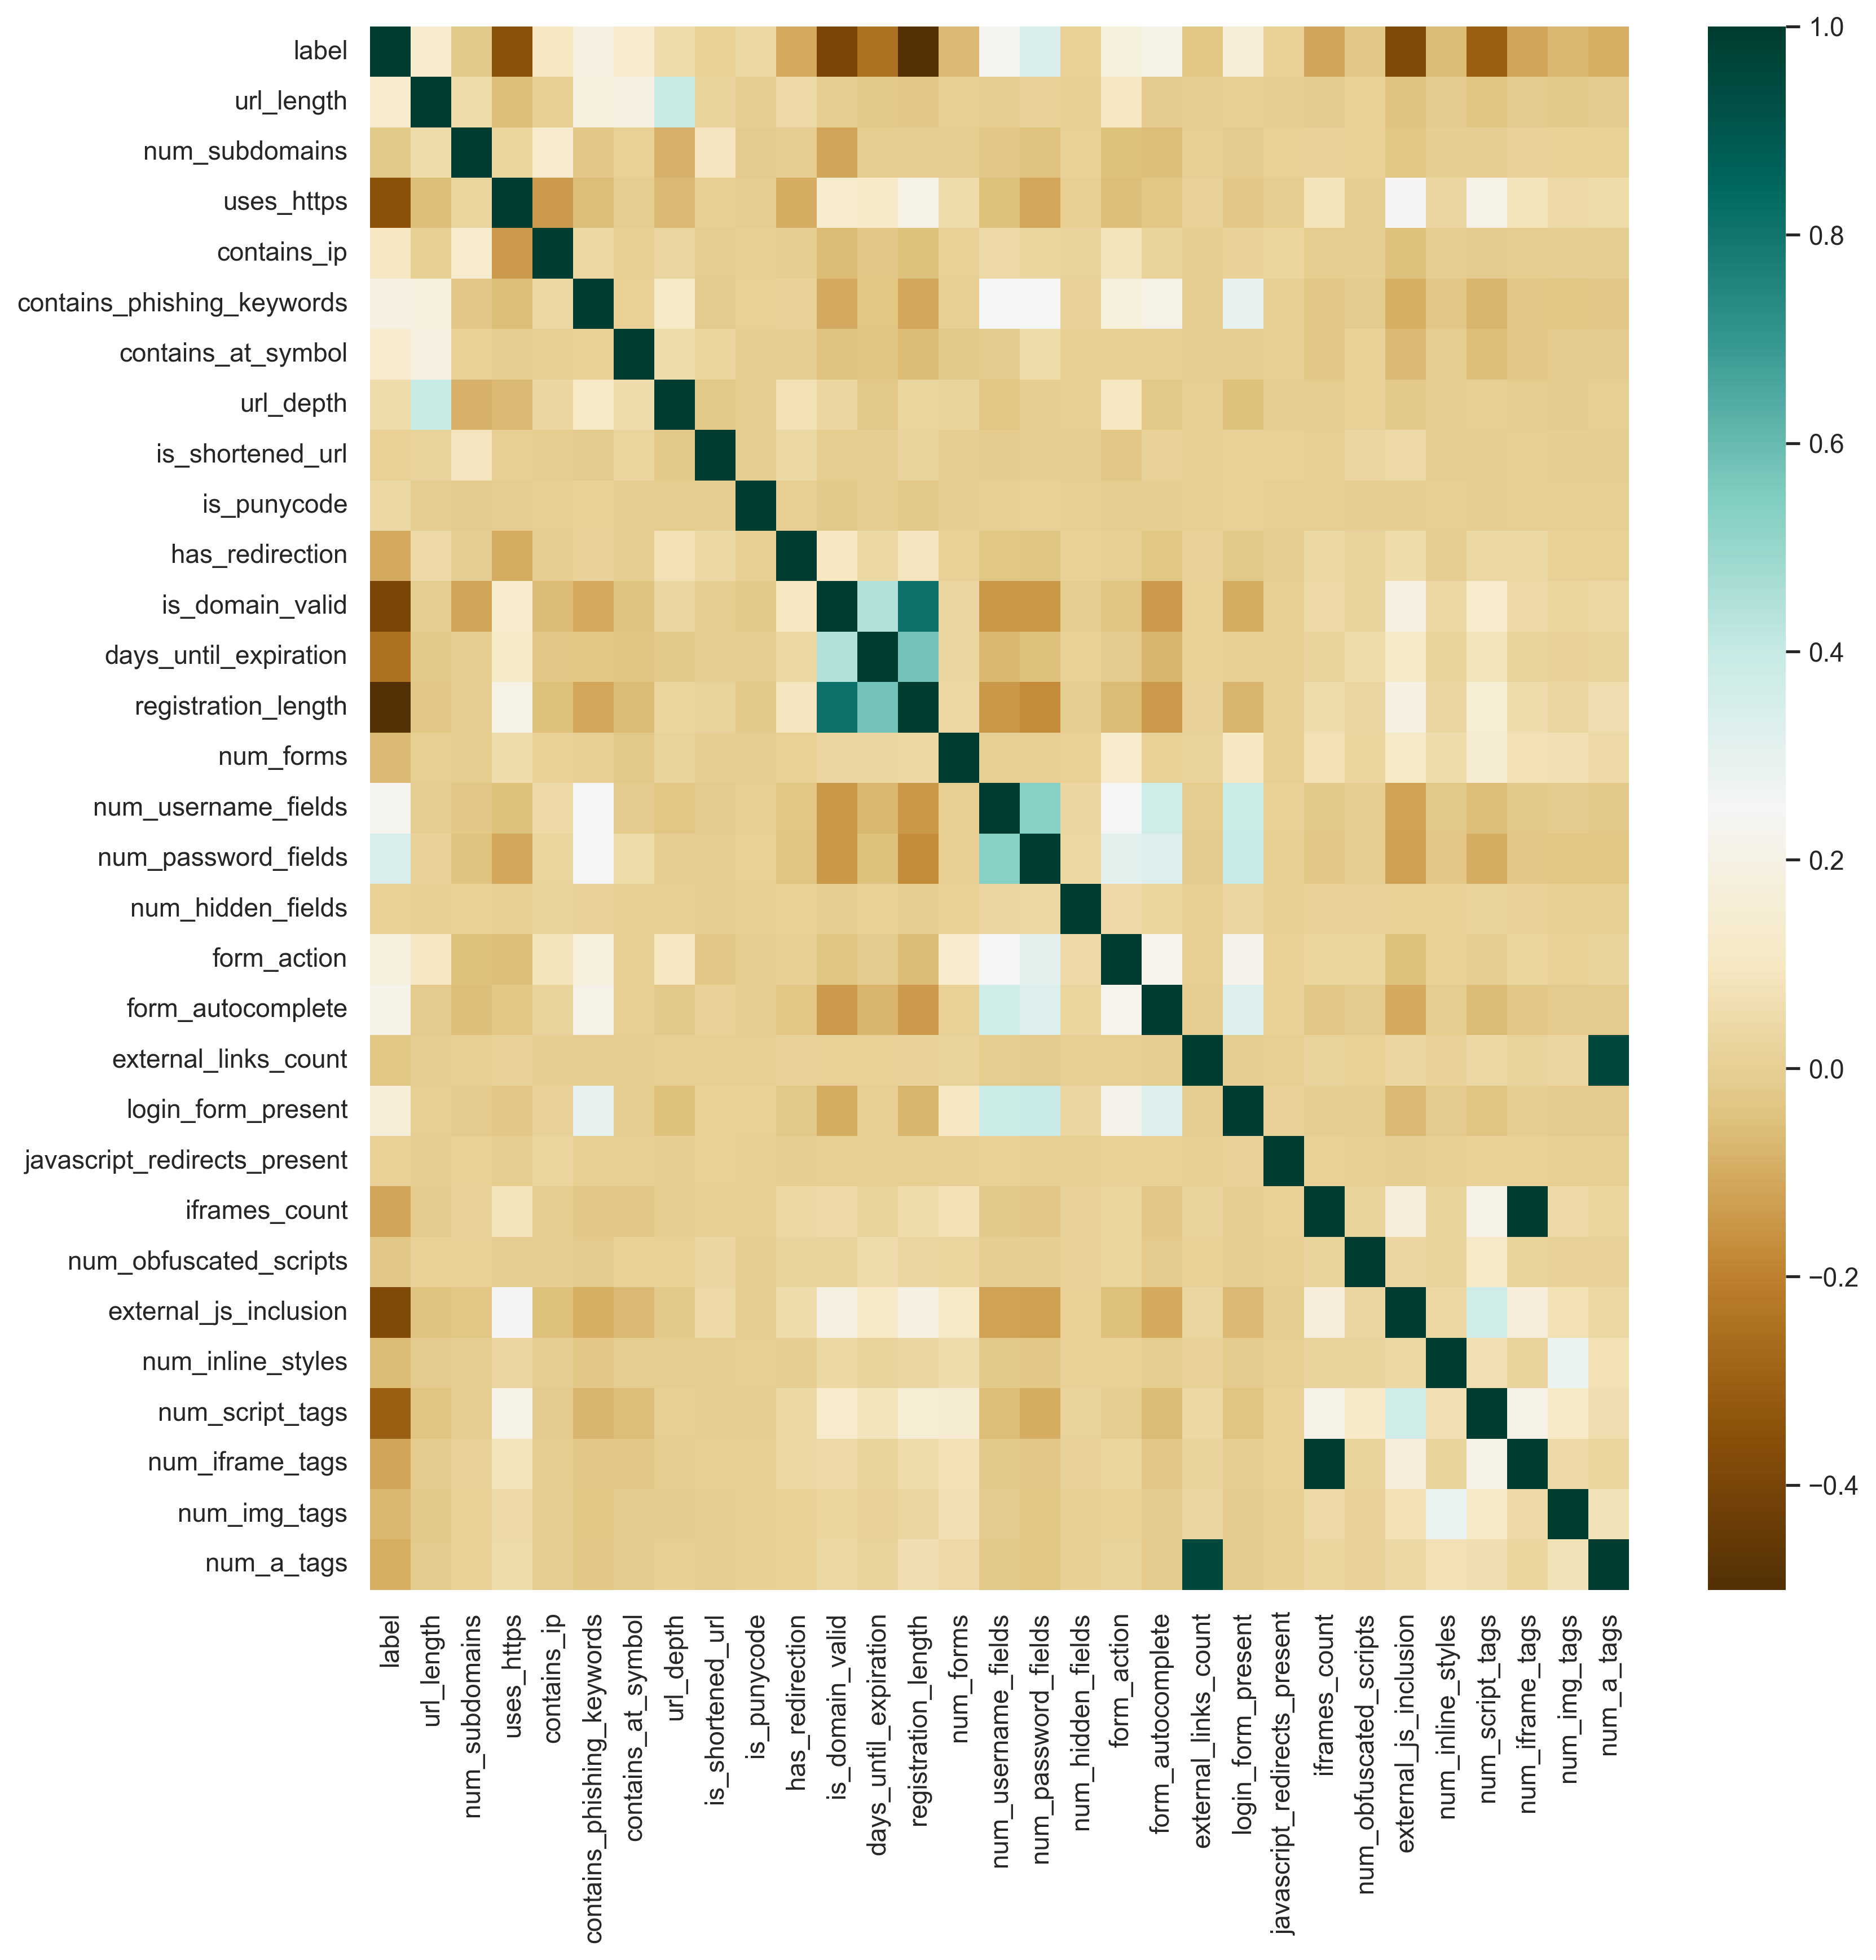 label
url_length
num_subdomains
uses_https
contains_ip
contains_phishing_keywords
contains_at_symbol
url_depth
is_shortened_url
is_punycode
has_redirection
is_domain_valid
days_until_expiration
registration_length
num_forms
num_username_fields
num_password_fields
num_hidden_fields
form_action
form_autocomplete
external_links_count
login_form_present
javascript_redirects_present
iframes_count
num_obfuscated_scripts
external_js_inclusion
num_inline_styles
num_script_tags
num_iframe_tags
num_img_tags
num_a_tags
label
url_length
num_subdomains
uses_https
contains_ip
contains_phishing_keywords
contains_at_symbol
url_depth
is_shortened_url
is_punycode
has_redirection
is_domain_valid
days_until_expiration
registration_length
num_forms
num_username_fields
num_password_fields
num_hidden_fields
form_action
form_autocomplete
external_links_count
login_form_present
javascript_redirects_present
iframes_count
num_obfuscated_scripts
external_js_inclusion
num_inline_styles
num_script_tags
num_iframe_tags
num_img_tags
num_a_tags
1.0
0.8
0.6
0.4
0.2
0.0
−0.2
−0.4